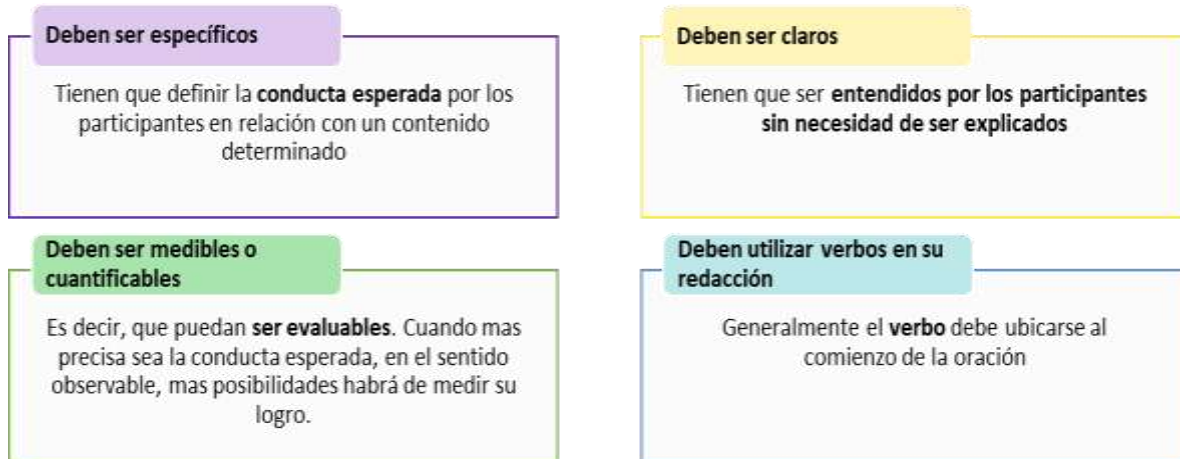 Deben ser específicos
Tienen que definir la conducta esperada por los
participantes en relación con un contenido
determinado
Deben ser claros
Tienen que ser entendidos por los participantes
sin necesidad de ser explicados
Deben ser medibles o
cuantificables
Es decir, que puedan ser evaluables. Cuando mas
precisa sea la conducta esperada, en el sentido
observable, mas posibilidades habrá de medir su
logro.
Deben utilizar verbos en su
redacción
Generalmente el verbo debe ubicarse al
comienzo de la oración